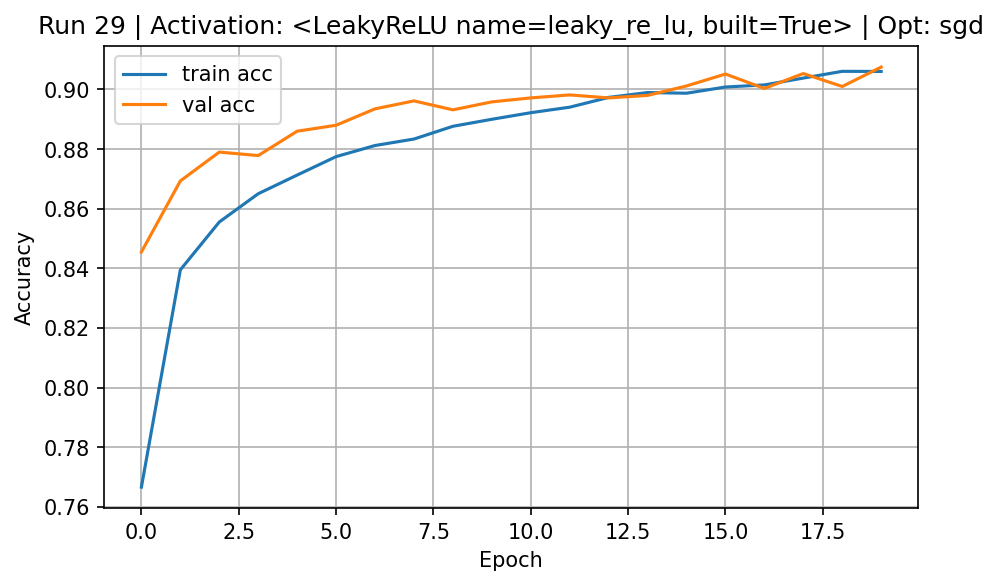 Run 29 | Activation: <LeakyReLU name=leaky_re_lu, built=True> | Opt: sgd
train acc
val acc
0.90
0.88
0.86
0.84
0.82
0.80
0.78
0.76
Accuracy
0.0 2.5 5.0 7.5 10.0 12.5 15.0 17.5
Epoch